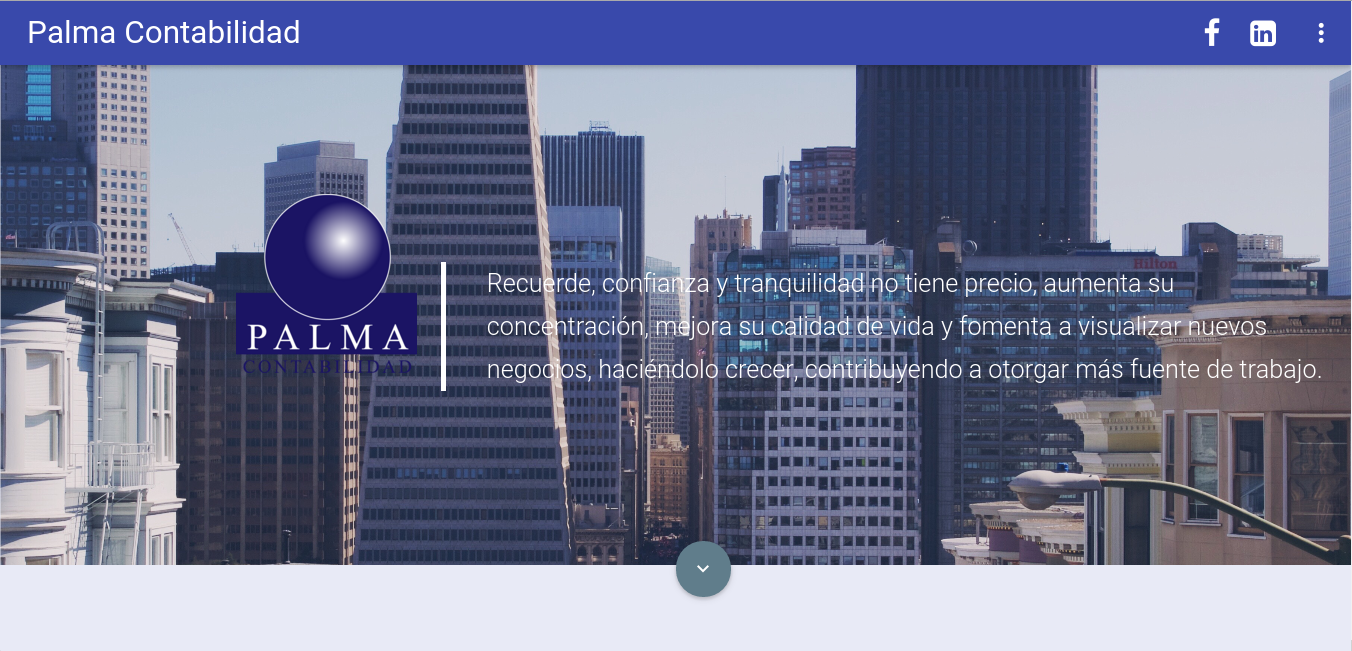 Palma Contabilidad
Hilton
PALMA
CONTABILIDAD
Recuerde, confianza y tranquilidad no tiene precio, aumenta su
concentración, mejora su calidad de vida y fomenta a visualizar nuevos
negocios, haciéndolo crecer, contribuyendo a otorgar más fuente de trabajo.